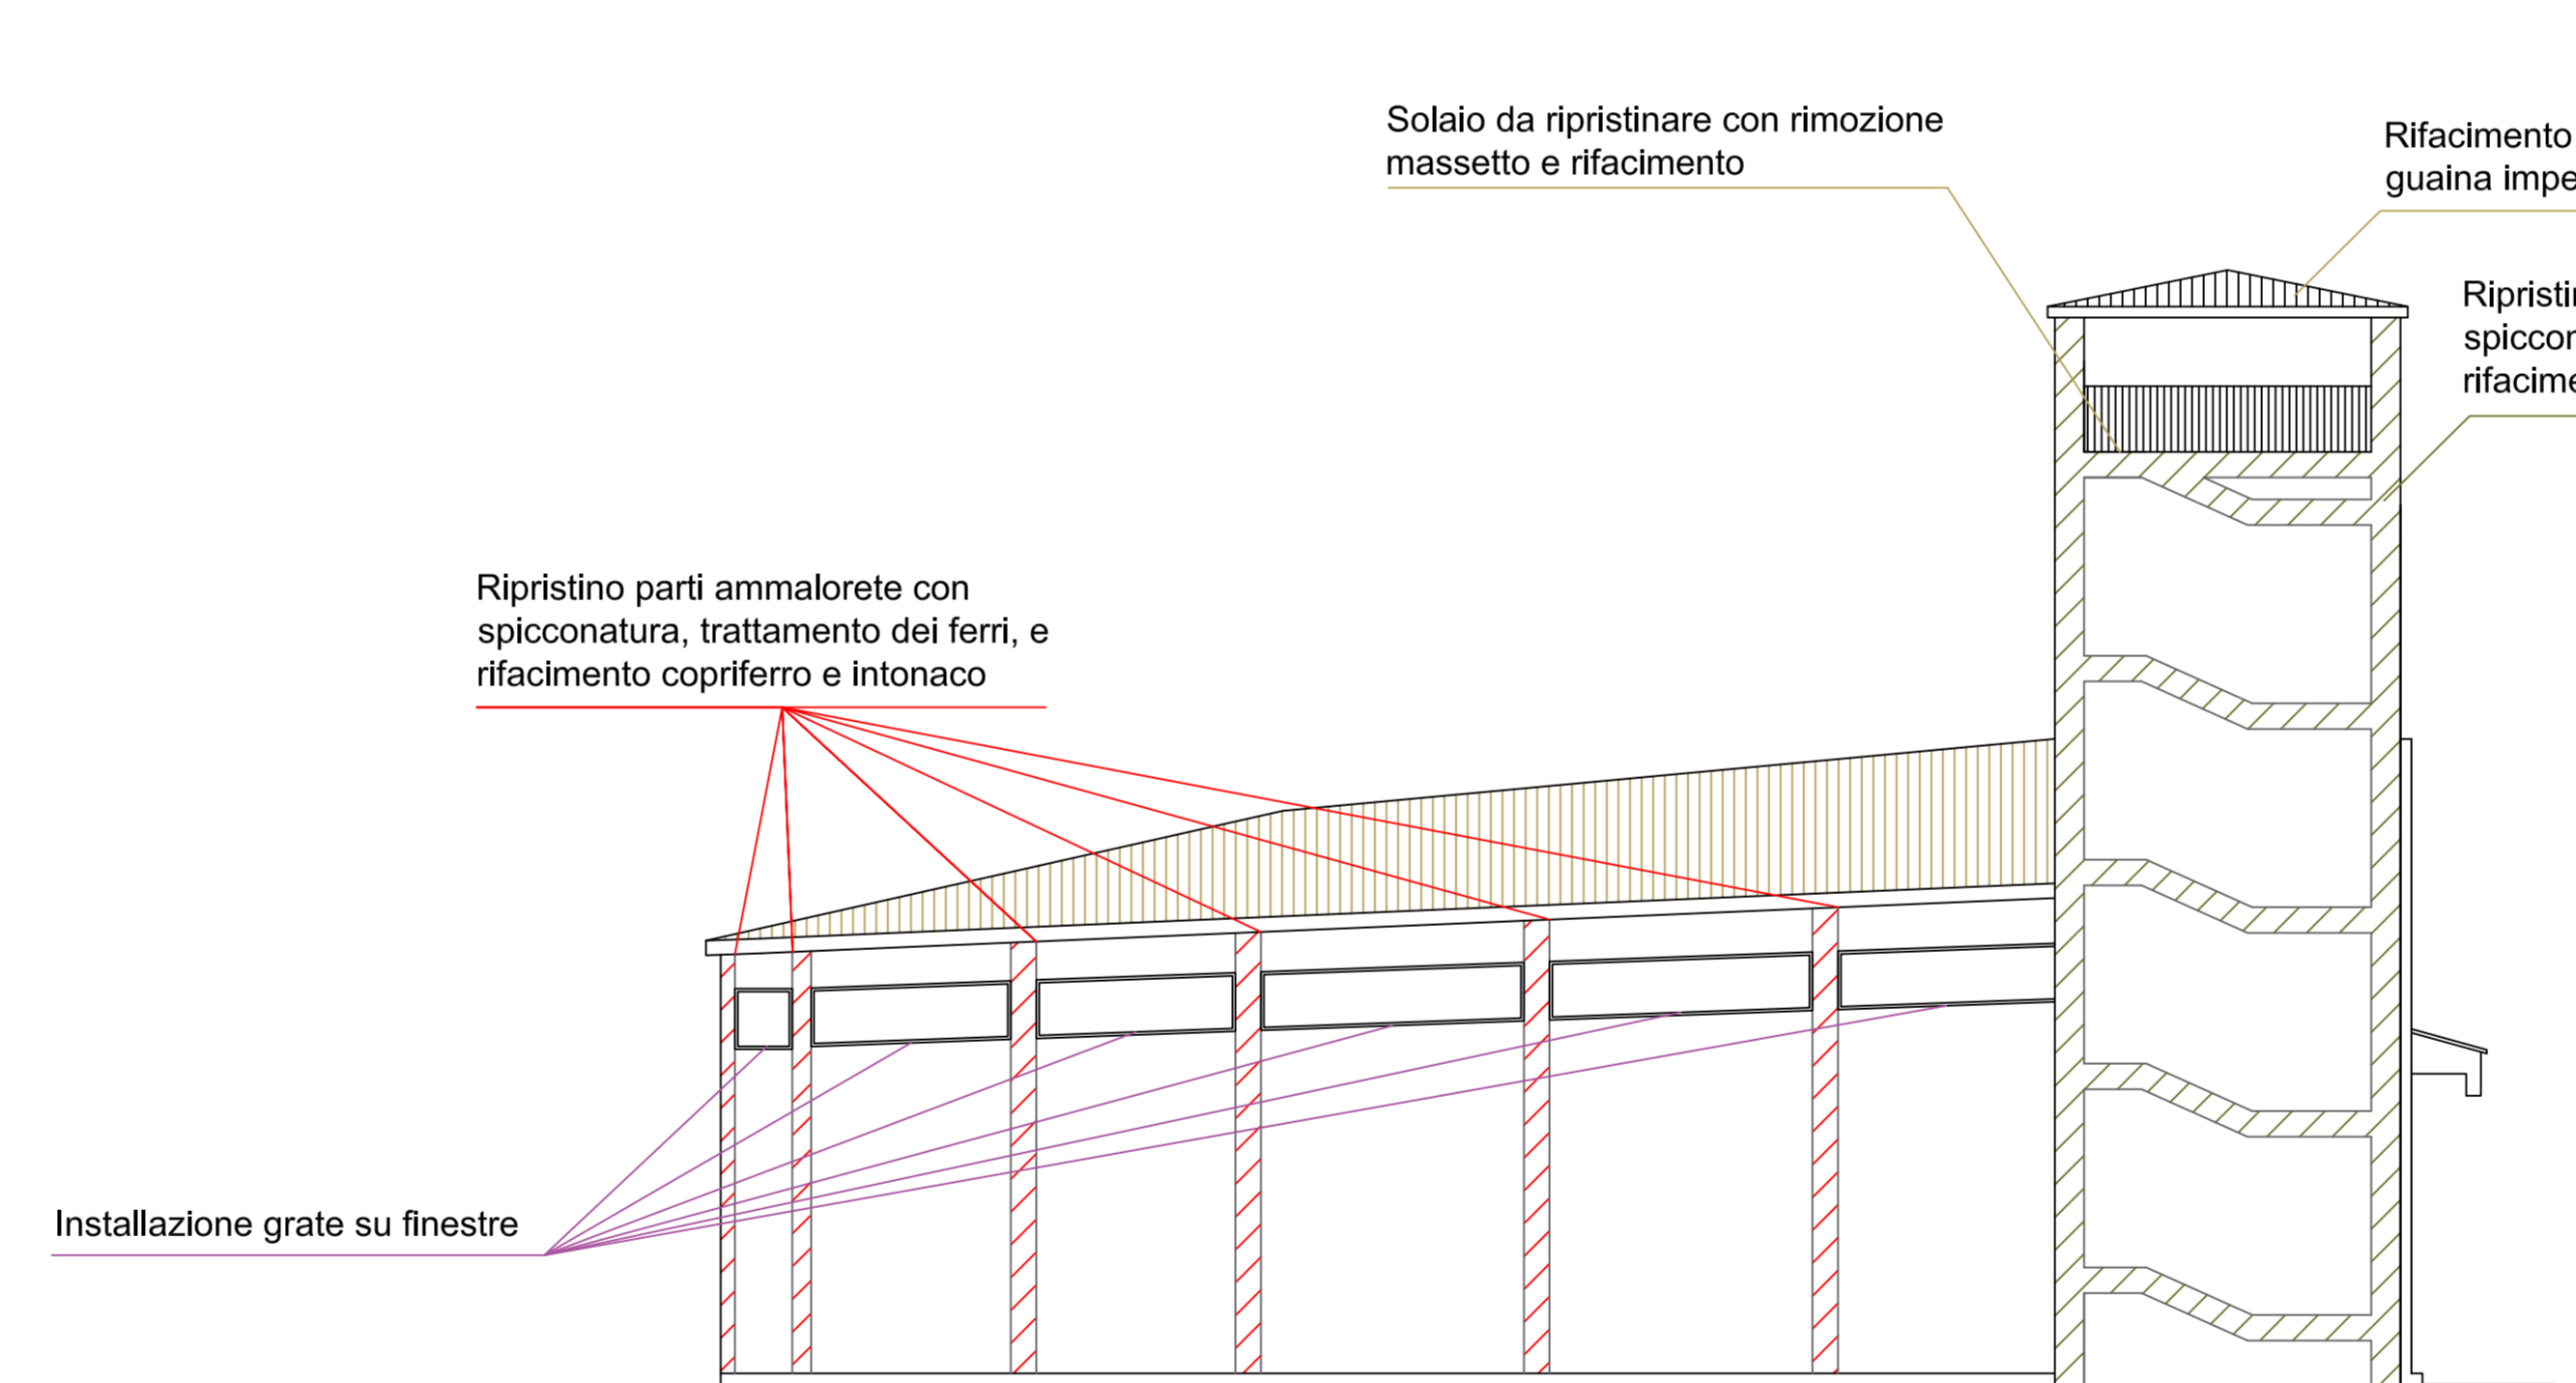 Solaio da ripristinare con rimozione
massetto e rifacimento
Rifacimento
guaina impe
Ripristin
spiccon
rifacime
Ripristino parti ammalorete con
spicconatura, trattamento dei ferri, e
rifacimento copriferro e intonaco
Installazione grate su finestre